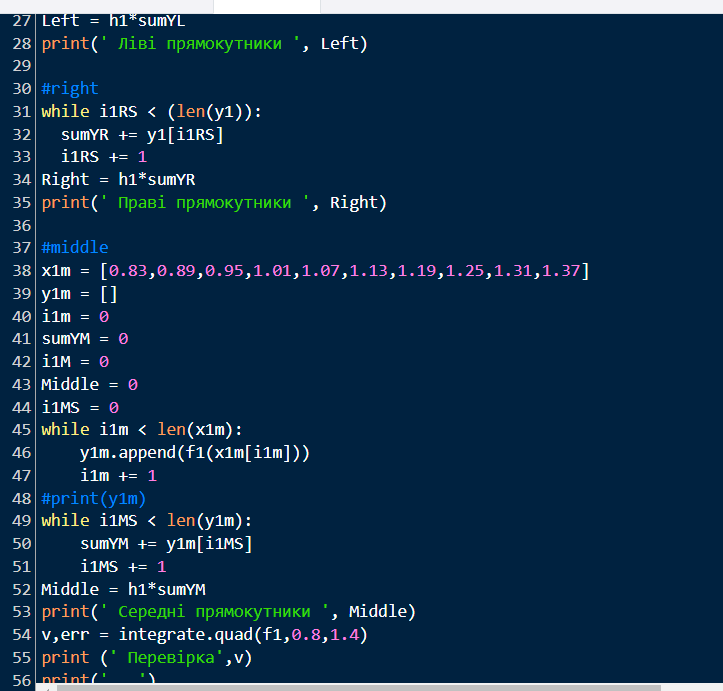 27 Left = h1*sumYL
28 print(' Ліві прямокутники ', Left)
29
30 #right
31 while i1RS < (len(y1)):
32   sumYR += y1[i1RS]
33   i1RS += 1
34 Right = h1*sumYR
35 print(' Праві прямокутники ', Right)
36
37 #middle
38 x1m = [0.83,0.89,0.95,1.01,1.07,1.13,1.19,1.25,1.31,1.37]
39 y1m = []
40 i1m = 0
41 sumYM = 0
42 i1M = 0
43 Middle = 0
44 i1MS = 0
45 while i1m < len(x1m):
46     y1m.append(f1(x1m[i1m]))
47     i1m += 1
48 #print(y1m)
49 while i1MS < len(y1m):
50     sumYM += y1m[i1MS]
51     i1MS += 1
52 Middle = h1*sumYM
53 print(' Середні прямокутники ', Middle)
54 v,err = integrate.quad(f1,0.8,1.4)
55 print (' Перевірка',v)
56 print('   ')